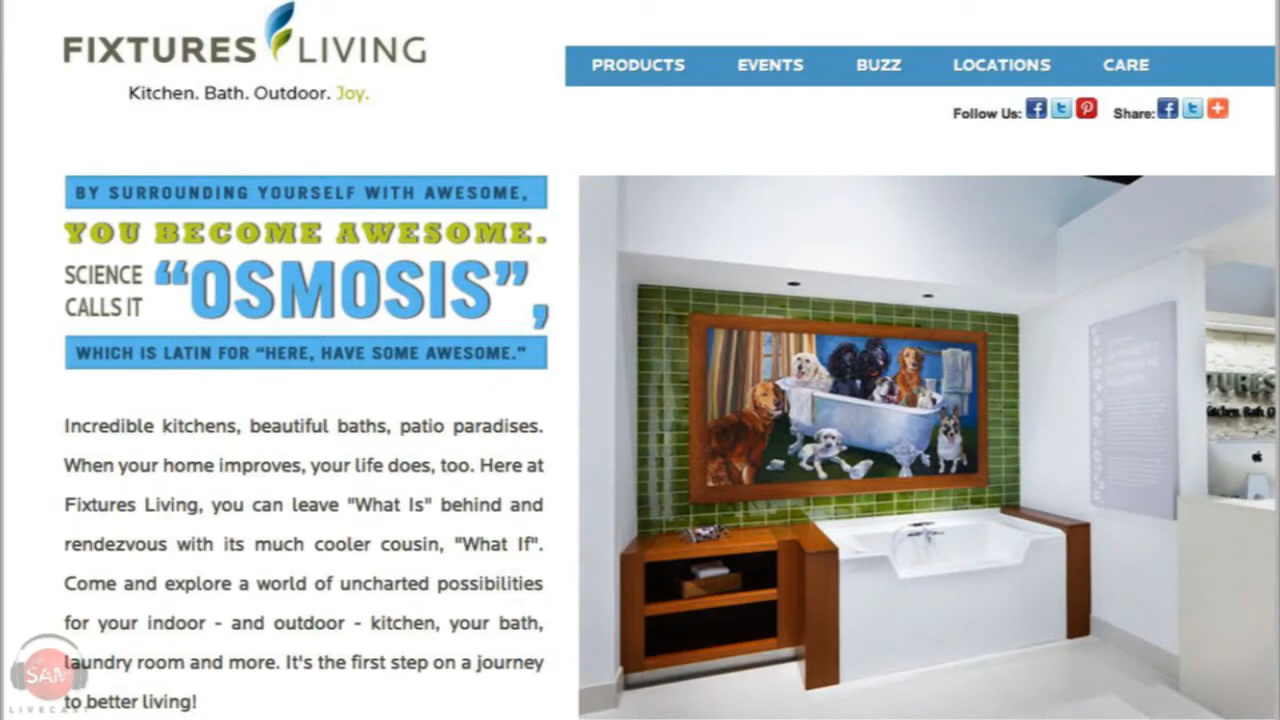 FIXTURES LIVING
Kitchen. Bath. Outdoor. Joy.
PRODUCTS EVENTS BUZZ LOCATIONS CARE
Follow Us: Share:
BY SURROUNDING YOURSELF WITH AWESOME,
YOU BECOME AWESOME.
SCIENCE
CALLS IT
“OSMOSIS”,
WHICH IS LATIN FOR “HERE, HAVE SOME AWESOME.”
Incredible kitchens, beautiful baths, patio paradises.
When your home improves, your life does, too. Here at
Fixtures Living, you can leave "What Is" behind and
rendezvous with its much cooler cousin, "What If".
Come and explore a world of uncharted possibilities
for your indoor - and outdoor - kitchen, your bath,
laundry room and more. It's the first step on a journey
to better living!
SAM
LIVECAST